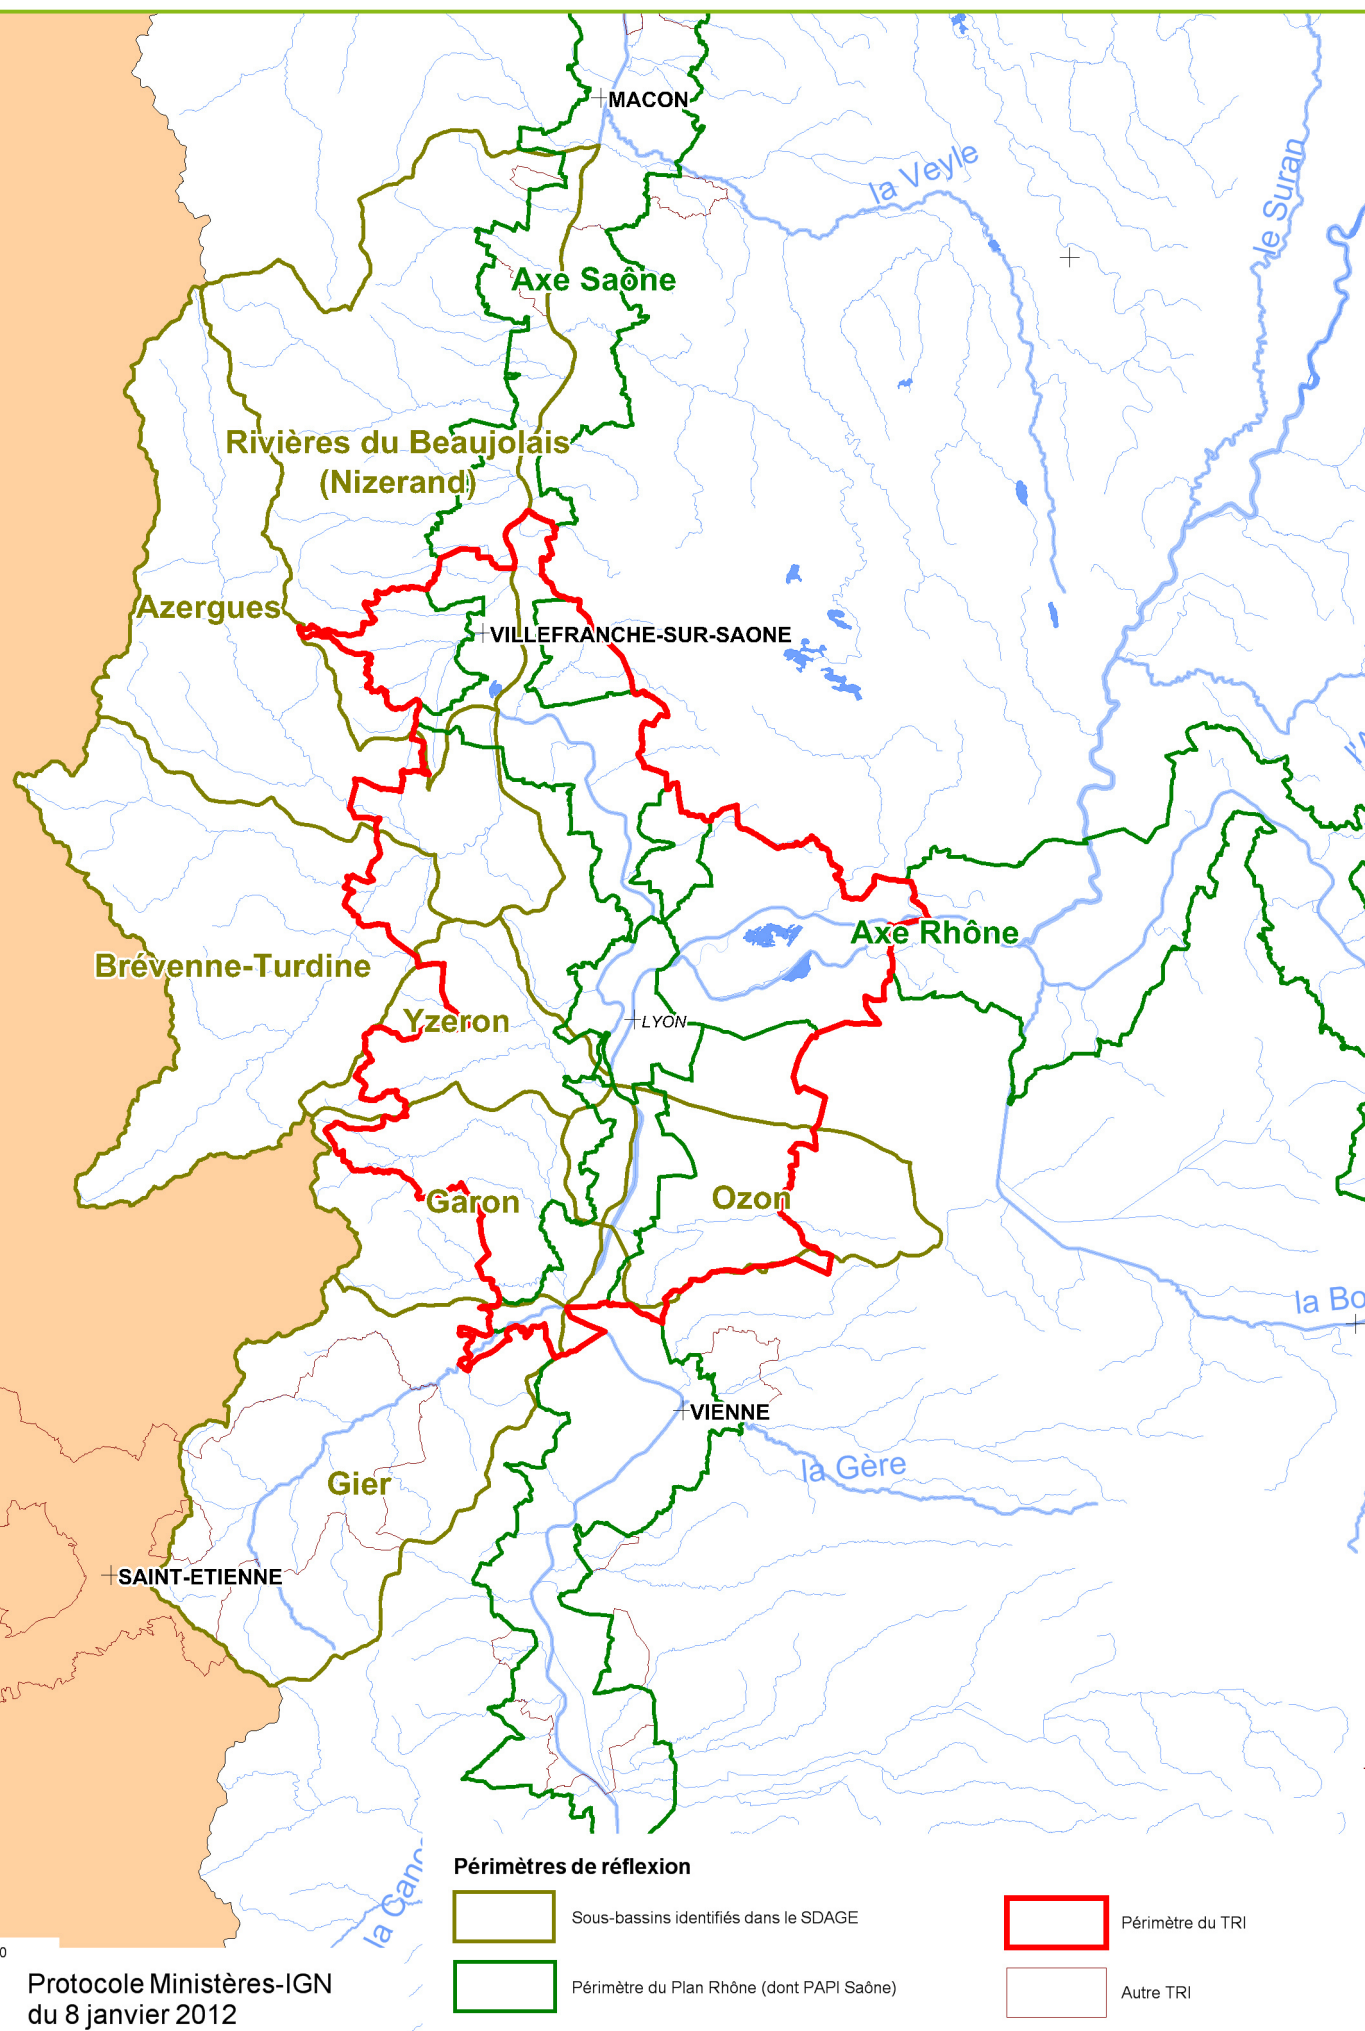 MACON
la Veyle
le Suran
Axe Saône
Rivières du Beaujolais
(Nizerand)
Azergues
VILLEFRANCHE-SUR-SAONE
Axe Rhône
Brévenne-Turdine
Yzeron
LYON
Garon
Ozon
la Bo
VIENNE
la Gère
Gier
SAINT-ETIENNE
la Canc
Périmètres de réflexion
Sous-bassins identifiés dans le SDAGE
Périmètre du TRI
Périmètre du Plan Rhône (dont PAPI Saône)
Autre TRI
0
Protocole Ministères-IGN
du 8 janvier 2012